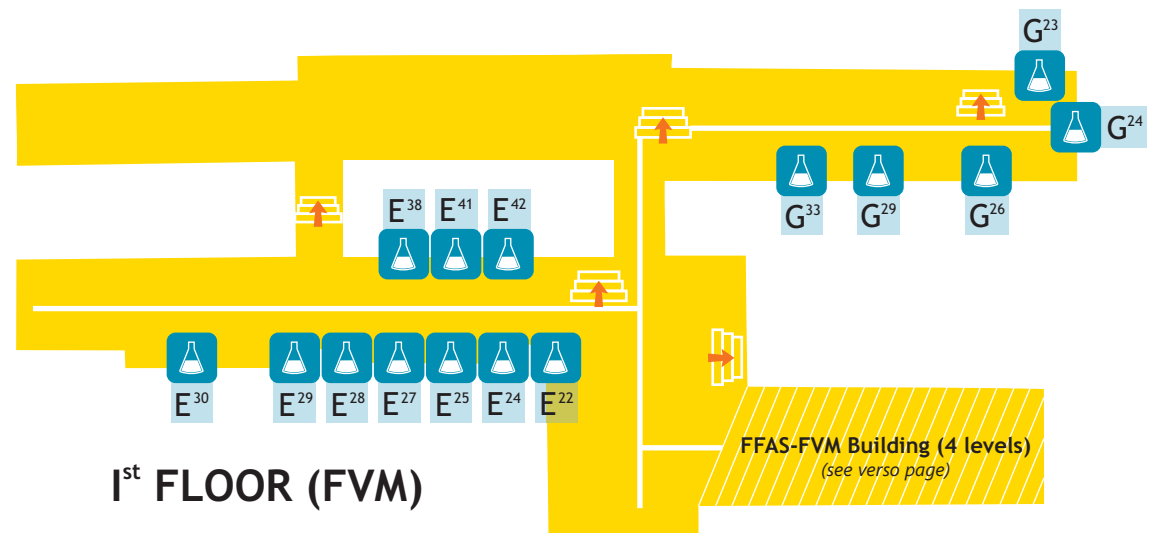 G23
G24
G33
G29
G26
E38
E41
E42
E30
E29
E28
E27
E25
E24
E22
FFAS-FVM Building (4 levels)
(see verso page)
Ist FLOOR (FVM)